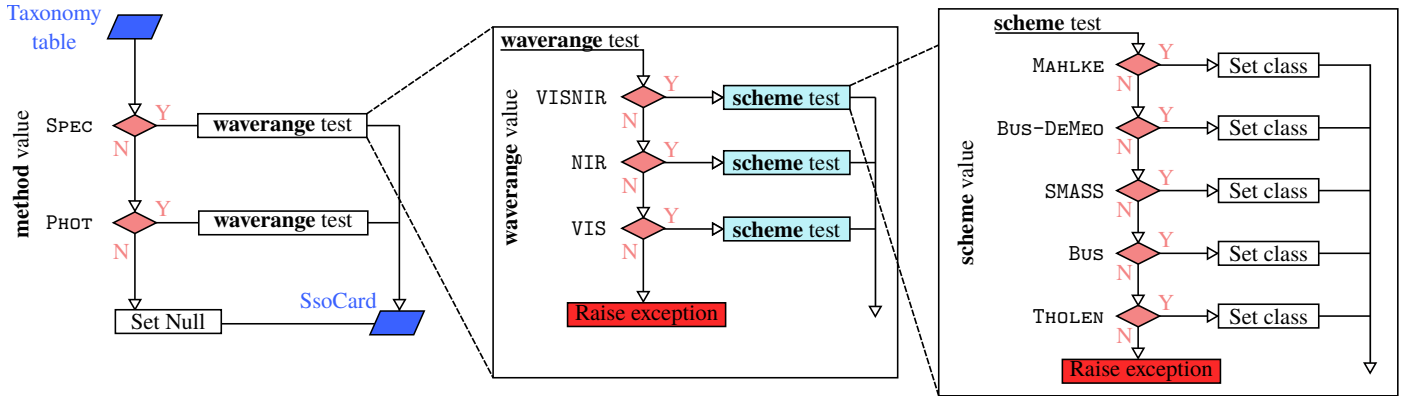 Taxonomy
table
method value
SPEC
Y
waverange test
N
PHOT
Y
waverange test
N
Set Null
SsoCard
waverange test
waverange value
VISNIR
Y
scheme test
N
NIR
Y
scheme test
N
VIS
Y
scheme test
N
Raise exception
scheme test
scheme value
MAHLKE
Y
Set class
N
BUS-DEMEO
Y
Set class
N
SMASS
Y
Set class
N
BUS
Y
Set class
N
THOLEN
Y
Set class
N
Raise exception